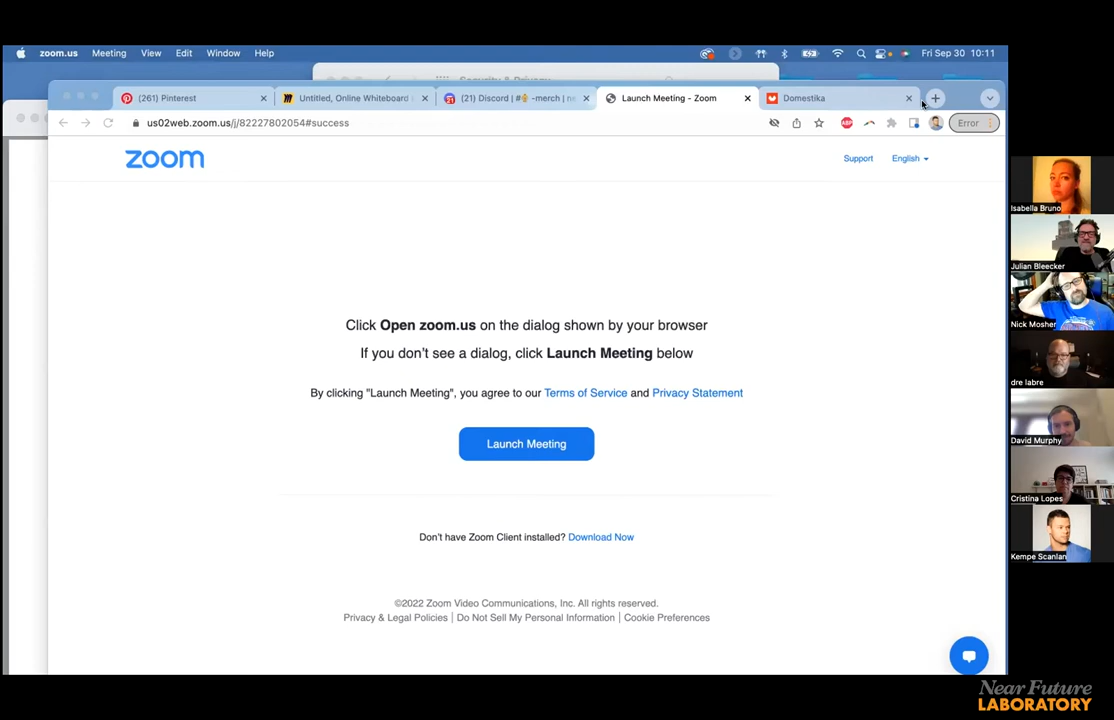 zoom.us Meeting View Edit Window Help
Fri Sep 30 10:11
Security & Privacy
(261) Pinterest
Untitled, Online Whiteboard
(21) Discord | #
-merch | n
Launch Meeting - Zoom
Domestika
us02web.zoom.us/j/82227802054#success
ABP
Error
zoom
Support
English
Click Open zoom.us on the dialog shown by your browser
If you don't see a dialog, click Launch Meeting below
By clicking "Launch Meeting", you agree to our Terms of Service and Privacy Statement
Launch Meeting
Don't have Zoom Client installed? Download Now
©2022 Zoom Video Communications, Inc. All rights reserved.
Privacy & Legal Policies | Do Not Sell My Personal Information | Cookie Preferences
Isabella Bruno
Julian Bleecker
Nick Mosher
dre labre
David Murphy
Cristina Lopes
Kempe Scanlan
Near Future
LABORATORY